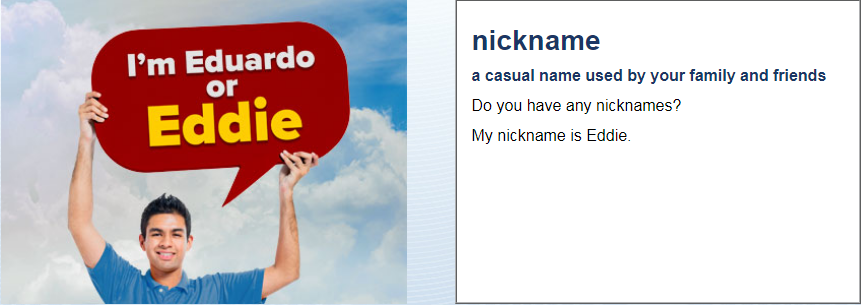 I'm Eduardo
or
Eddie
nickname
a casual name used by your family and friends
Do you have any nicknames?
My nickname is Eddie.